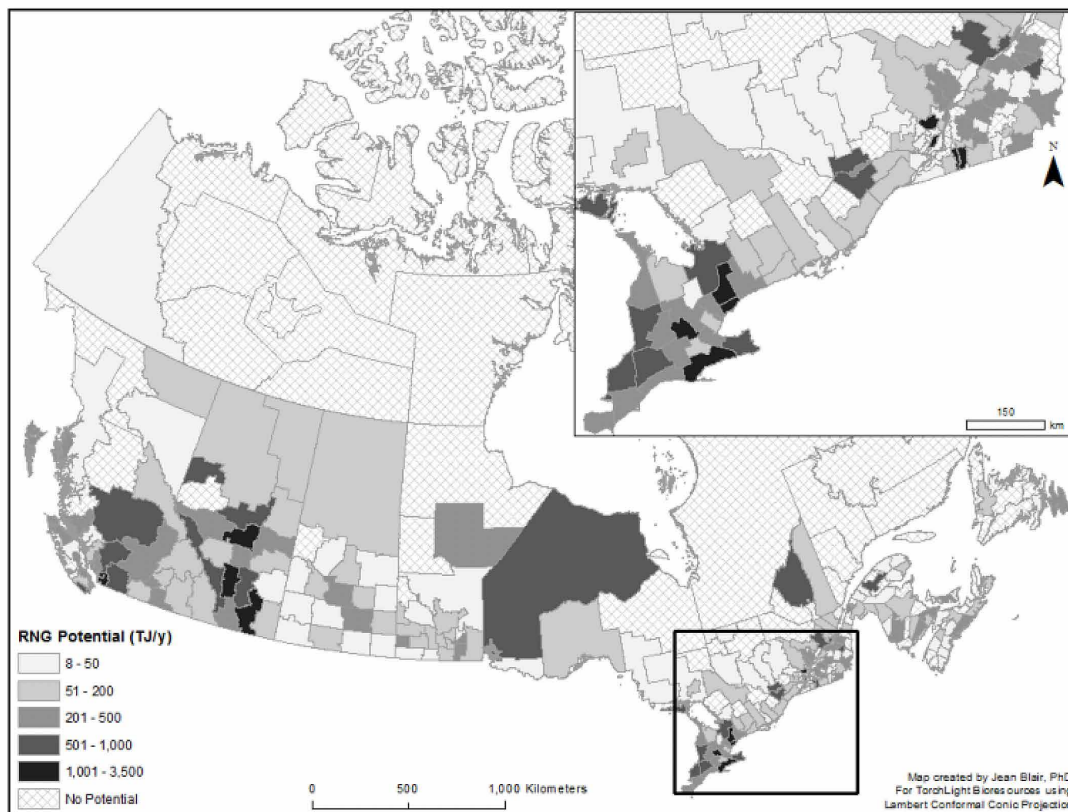 N
150
km
RNG Potential (TJ/y)
8 - 50
51 - 200
201 - 500
501 - 1,000
1,001 - 3,500
No Potential
0 500 1,000 Kilometers
Map created by Jean Blair, PhD
For TorchLight Bioresources using
Lambert Conformal Conic Projection